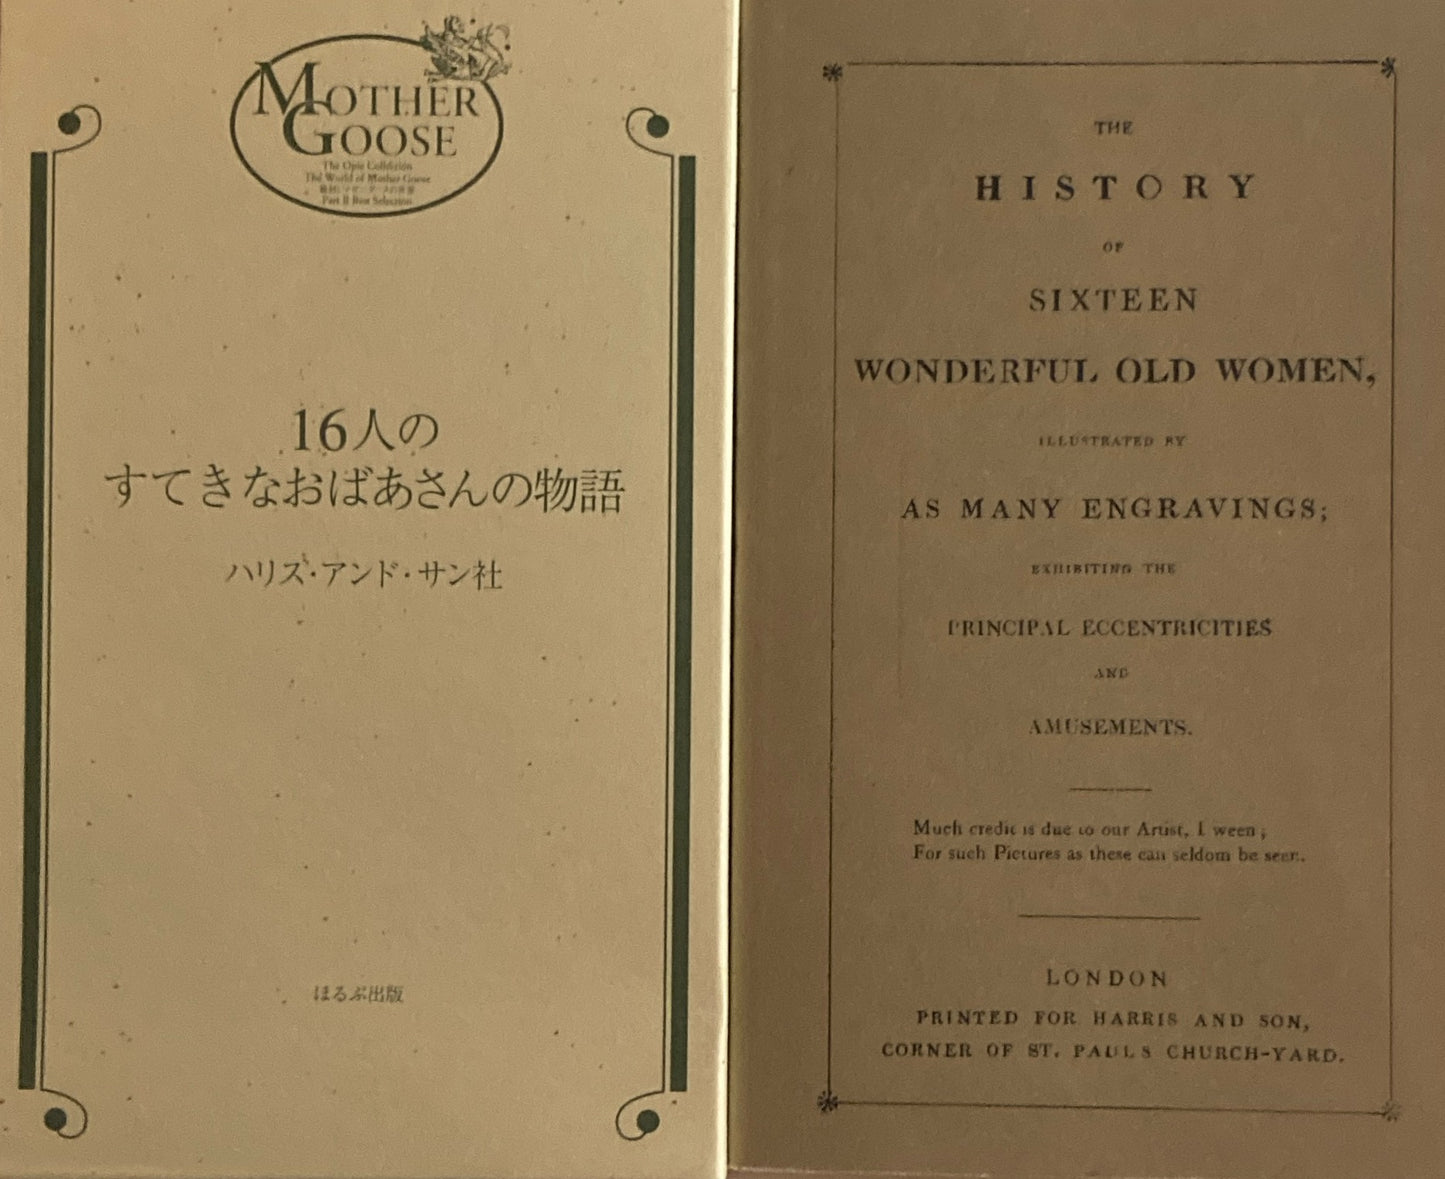 MOTHER
GOOSE
The Opie Collection
The World of Mother Goose
Part II Best Selection
16人の
すてきなおばあさんの物語
ハリス・アンド・サン社
ほるぷ出版
THE
HISTORY
OF
SIXTEEN
WONDERFUL OLD WOMEN,
ILLUSTRATED BY
AS MANY ENGRAVINGS;
EXHIBITING THE
PRINCIPAL ECCENTRICITIES
AND
AMUSEMENTS.
Much credit is due to our Artist, I ween;
For such Pictures as these can seldom be seen.
LONDON
PRINTED FOR HARRIS AND SON,
CORNER OF ST. PAULS CHURCH-YARD.